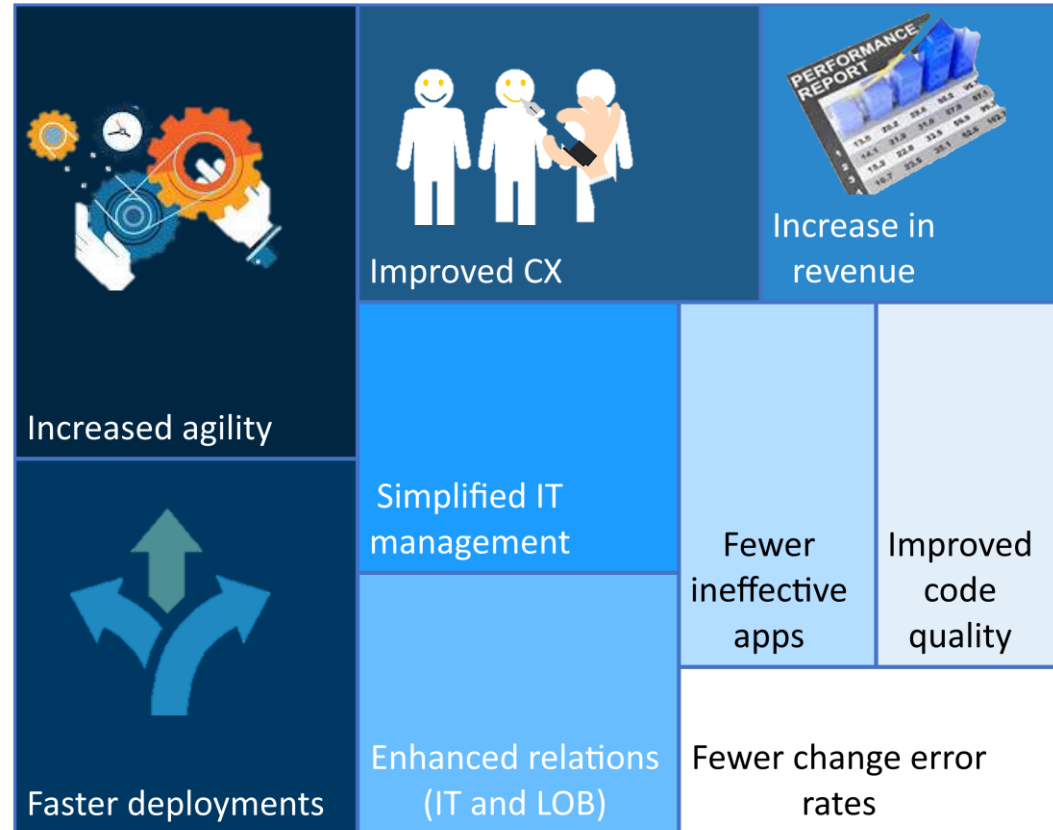 Increased agility
Improved CX
PERFORMANCE
REPORT
Increase in
revenue
Simplified IT
management
Fewer
ineffective
apps
Improved
code
quality
Faster deployments
Enhanced relations
(IT and LOB)
Fewer change error
rates